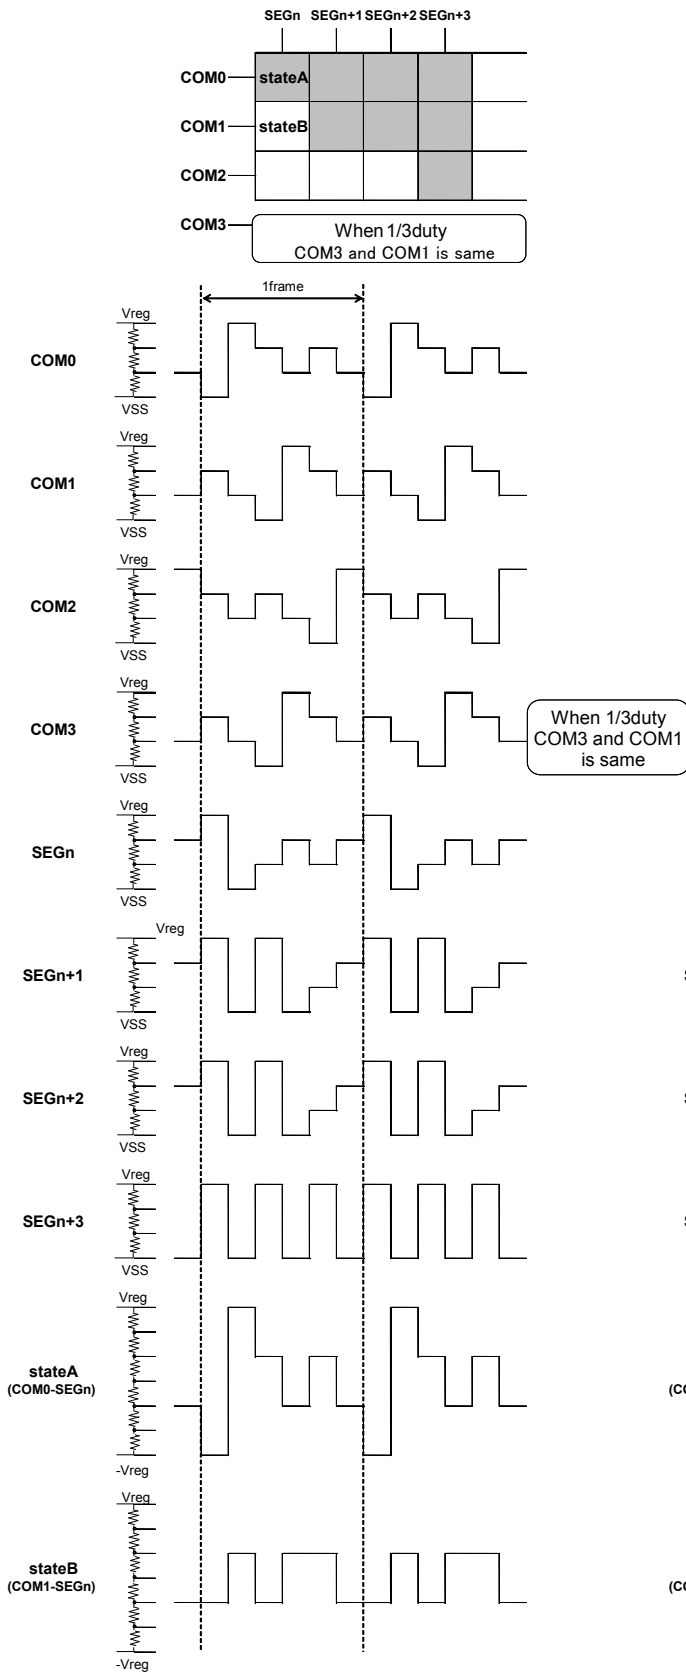 SEGn SEGn+1 SEGn+2 SEGn+3
COM0 stateA
COM1 stateB
COM2
COM3 When 1/3duty
COM3 and COM1 is same
1frame
Vreg
COM0
VSS
Vreg
COM1
VSS
Vreg
COM2
VSS
Vreg
COM3
VSS
When 1/3duty
COM3 and COM1
is same
Vreg
SEGn
VSS
Vreg
SEGn+1
VSS
S
Vreg
SEGn+2
VSS
S
Vreg
SEGn+3
VSS
S
Vreg
stateA
(COM0-SEGn)
-Vreg
(CO
Vreg
stateB
(COM1-SEGn)
-Vreg
(CO